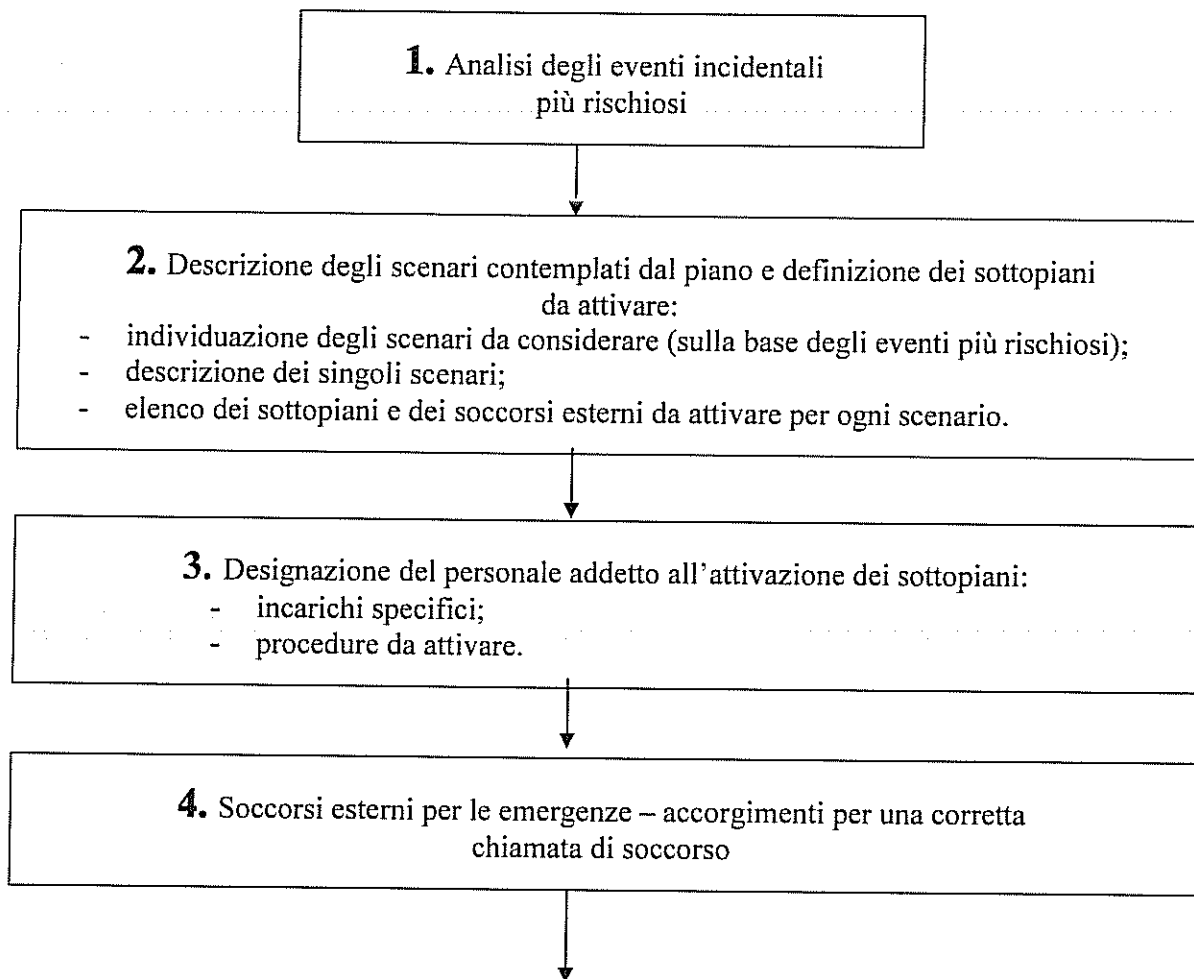 1. Analisi degli eventi incidentali
più rischiosi
2. Descrizione degli scenari contemplati dal piano e definizione dei sottopiani
da attivare:
- individuazione degli scenari da considerare (sulla base degli eventi più rischiosi);
- descrizione dei singoli scenari;
- elenco dei sottopiani e dei soccorsi esterni da attivare per ogni scenario.
3. Designazione del personale addetto all'attivazione dei sottopiani:
- incarichi specifici;
- procedure da attivare.
4. Soccorsi esterni per le emergenze – accorgimenti per una corretta
chiamata di soccorso